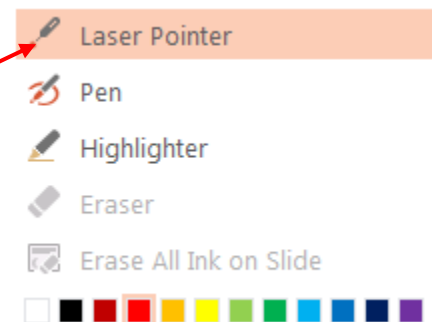 Laser Pointer
Pen
Highlighter
Eraser
Erase All Ink on Slide